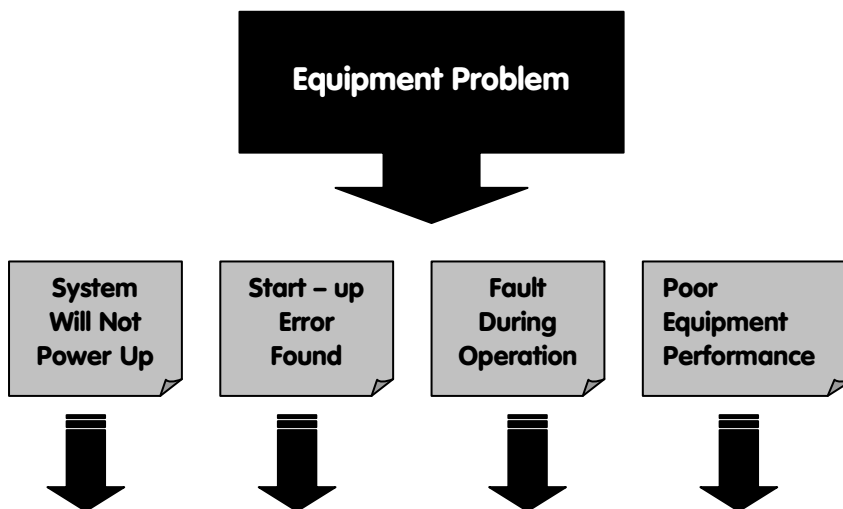 Equipment Problem
System
Will Not
Power Up
Start – up
Error
Found
Fault
During
Operation
Poor
Equipment
Performance